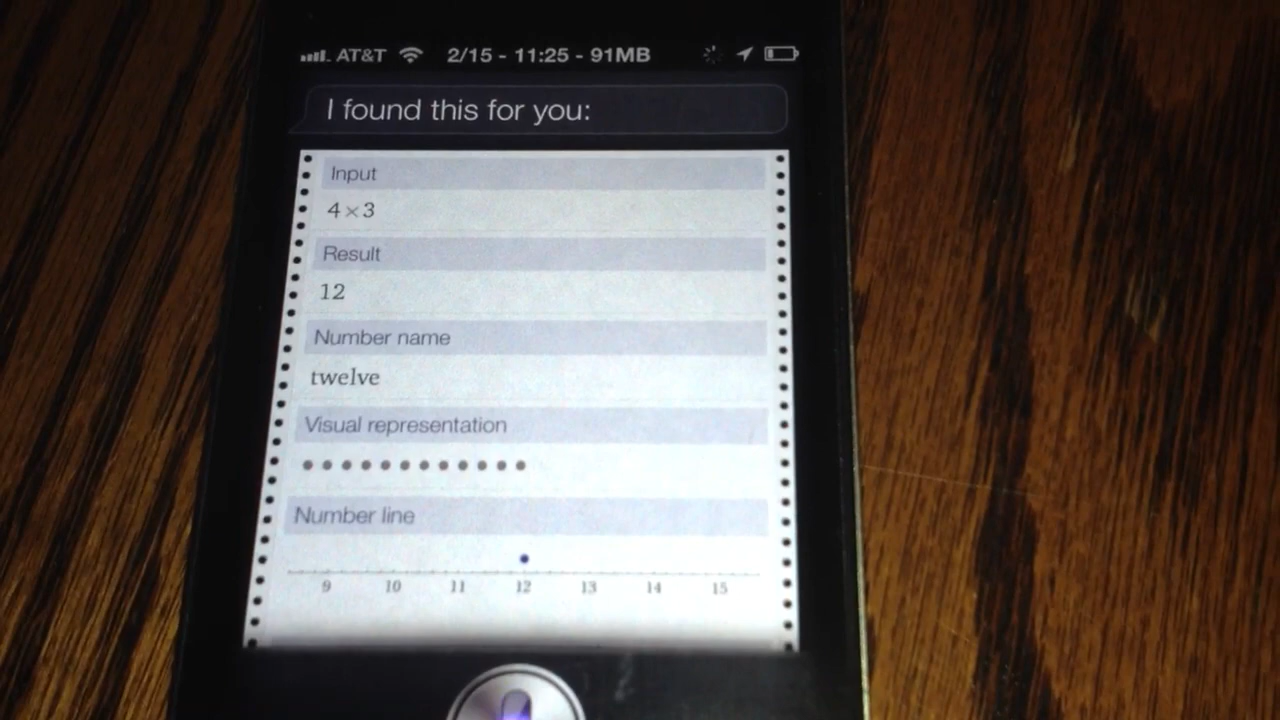 AT&T 2/15 - 11:25 - 91MB
I found this for you:
Input
4×3
Result
12
Number name
twelve
Visual representation
Number line
9 10 11 12 13 14 15